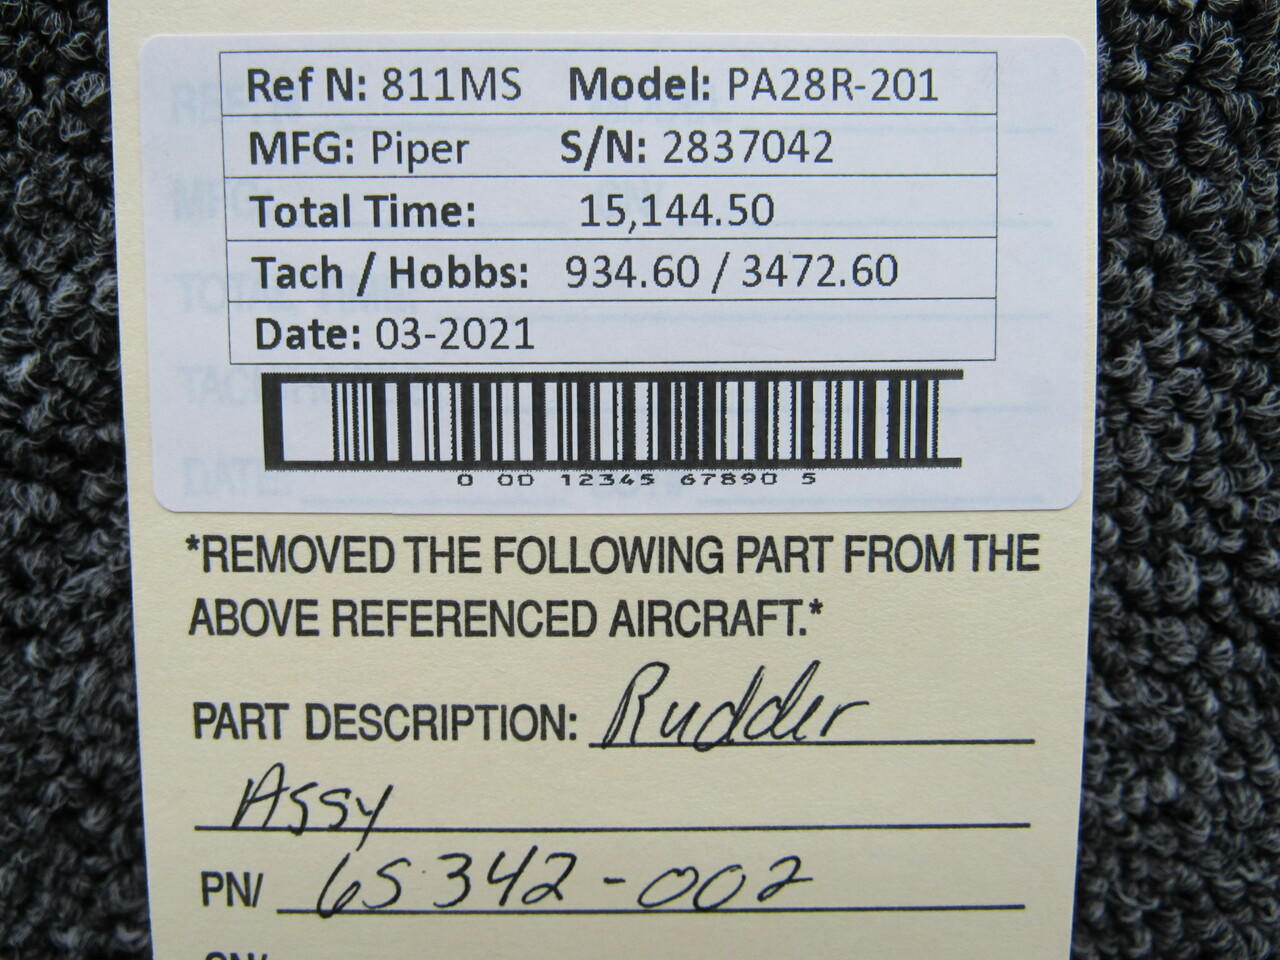 Ref N: 811MS Model: PA28R-201
MFG: Piper S/N: 2837042
Total Time: 15,144.50
Tach / Hobbs: 934.60 / 3472.60
Date: 03-2021
0 00 12345 67890 5
*REMOVED THE FOLLOWING PART FROM THE
ABOVE REFERENCED AIRCRAFT.*
PART DESCRIPTION: Rudder
Assy
PN/ 65342-002